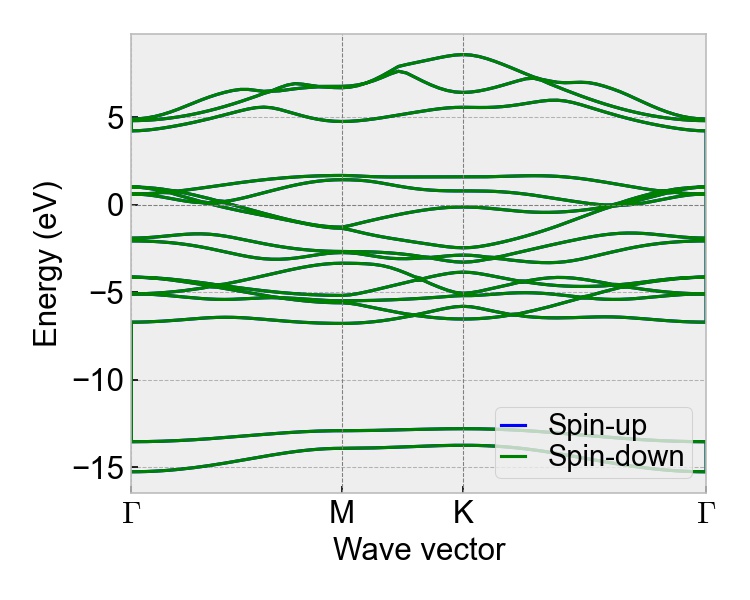 Energy (eV)
5
0
−5
−10
−15
Spin-up
Spin-down
Γ M K Γ
Wave vector